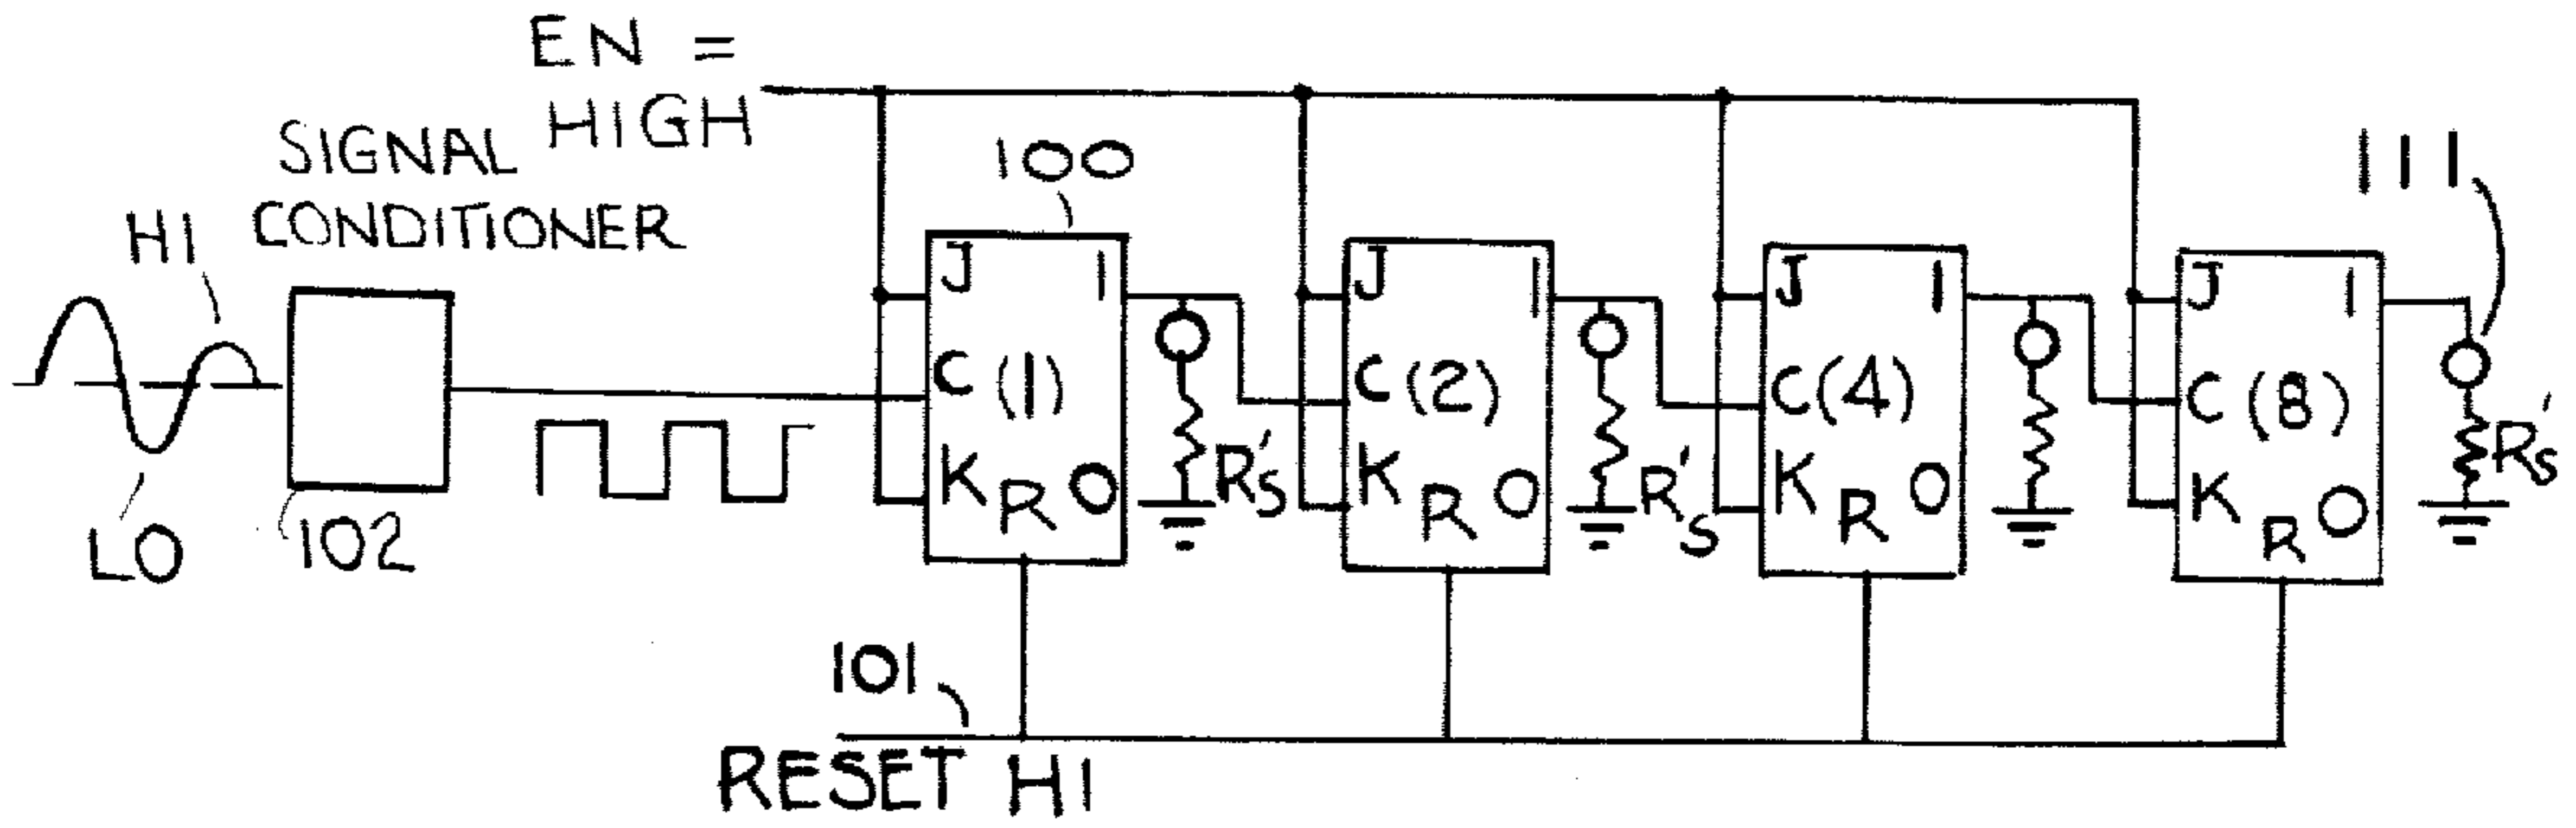 EN =
HIGH
SIGNAL
CONDITIONER
HI
LO
102
100
111
J 1
C (1)
K R O
R's
J 1
C (2)
K R O
R's
J 1
C (4)
K R O
J 1
C (8)
K R O
R's
101
RESET HI